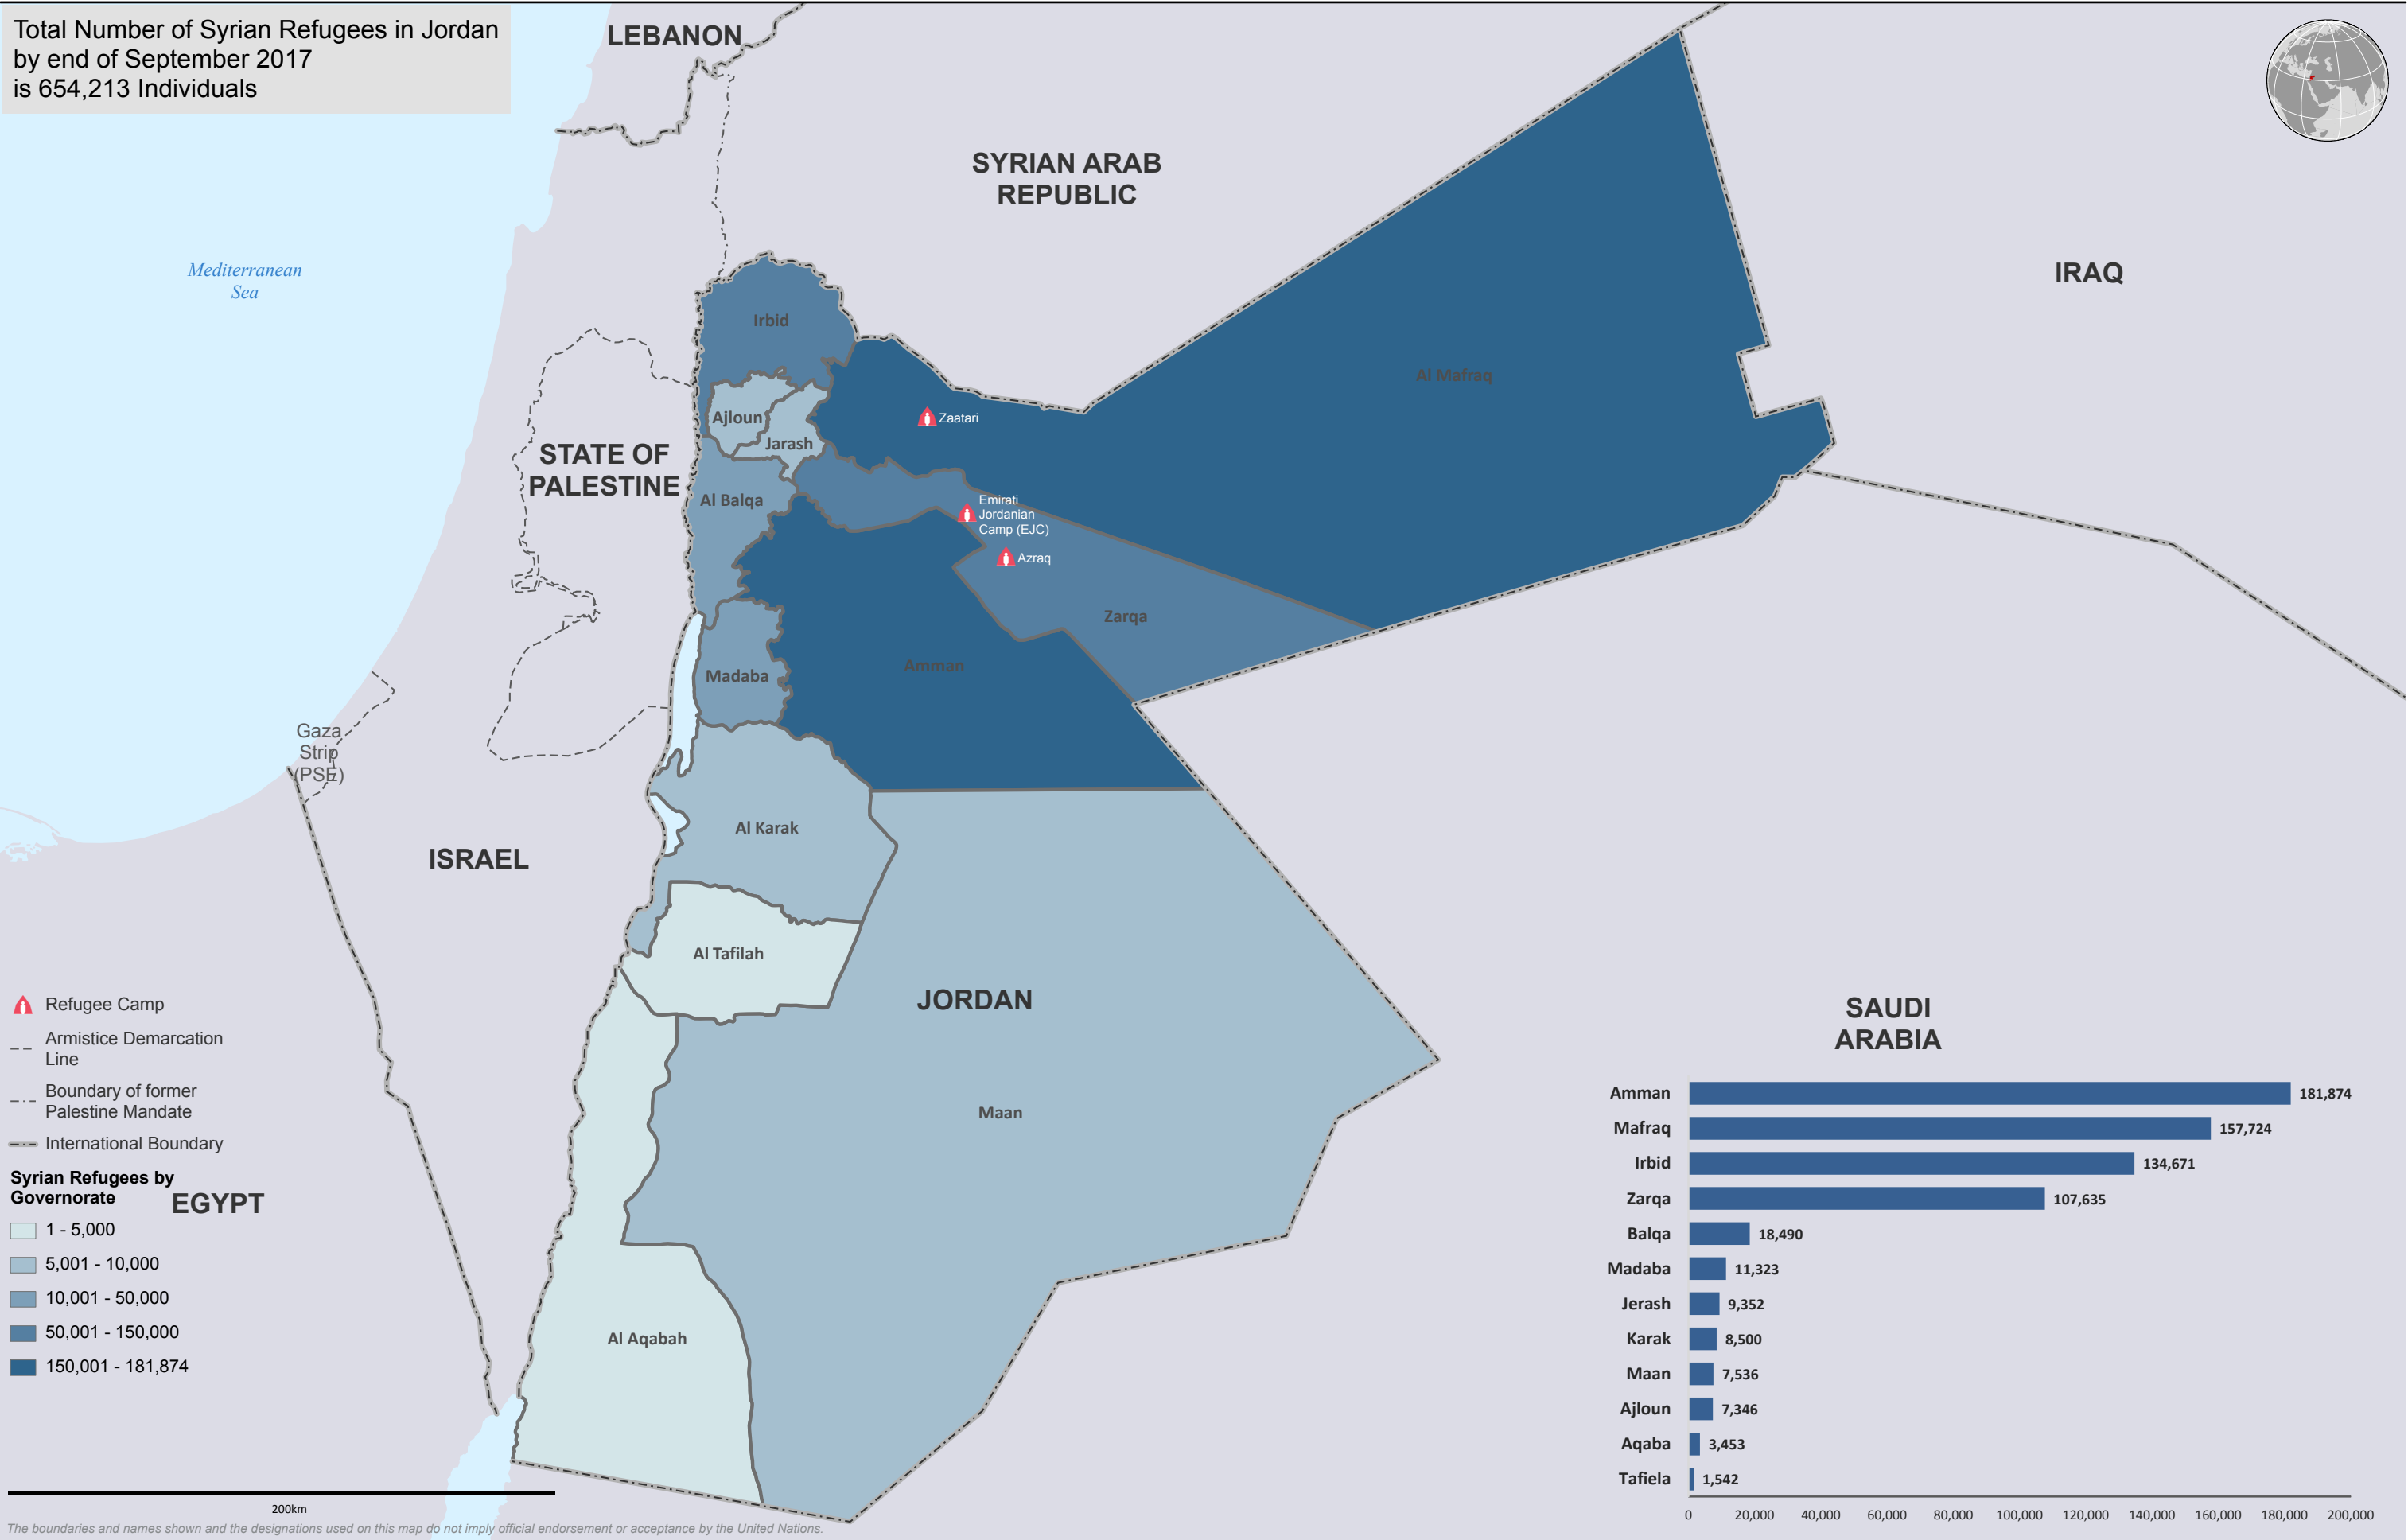 Total Number of Syrian Refugees in Jordan
by end of September 2017
is 654,213 Individuals
LEBANON
SYRIAN ARAB
REPUBLIC
IRAQ
Mediterranean
Sea
Irbid
Al Mafraq
Ajloun
Zaatari
Jarash
STATE OF
PALESTINE
Al Balqa
Emirati
Jordanian
Camp (EJC)
Azraq
Zarqa
Amman
Madaba
Gaza
Strip
(PSE)
Al Karak
ISRAEL
Al Tafilah
JORDAN
SAUDI
ARABIA
Maan
Al Aqabah
EGYPT
Refugee Camp
Armistice Demarcation
Line
Boundary of former
Palestine Mandate
International Boundary
Syrian Refugees by
Governorate
1 - 5,000
5,001 - 10,000
10,001 - 50,000
50,001 - 150,000
150,001 - 181,874
Amman 181,874
Mafraq 157,724
Irbid 134,671
Zarqa 107,635
Balqa 18,490
Madaba 11,323
Jerash 9,352
Karak 8,500
Maan 7,536
Ajloun 7,346
Aqaba 3,453
Tafiela 1,542
0 20,000 40,000 60,000 80,000 100,000 120,000 140,000 160,000 180,000 200,000
200km
The boundaries and names shown and the designations used on this map do not imply official endorsement or acceptance by the United Nations.